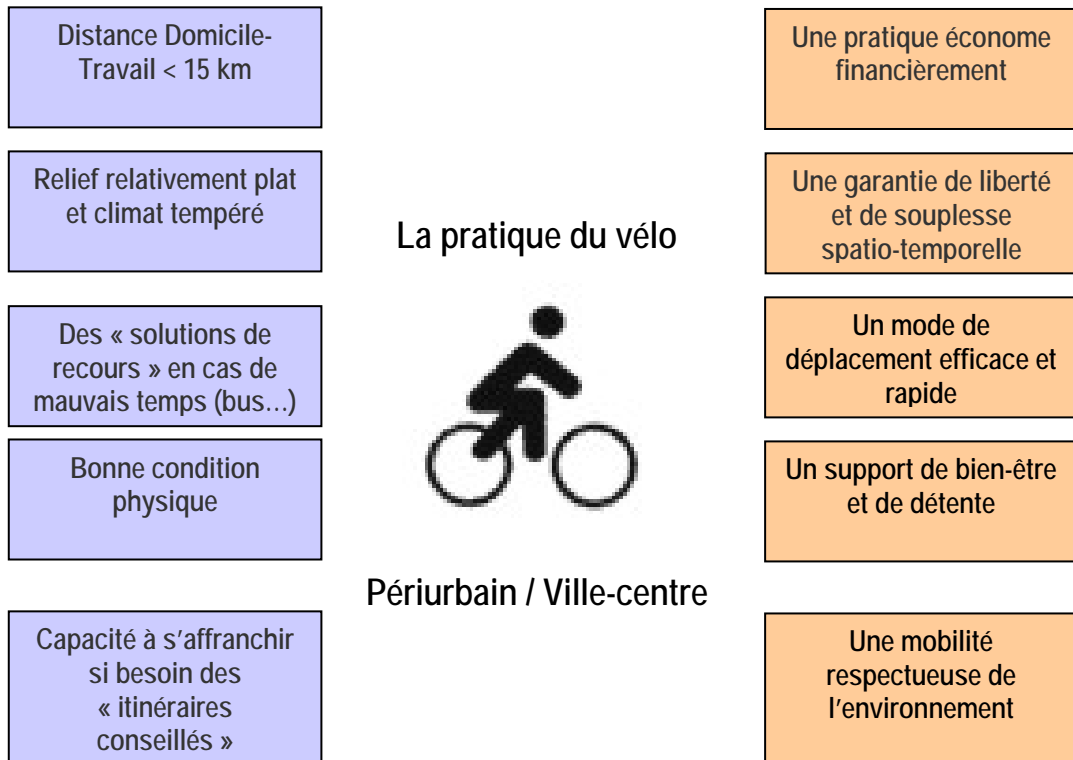 Distance Domicile-
Travail < 15 km
Relief relativement plat
et climat tempéré
Des « solutions de
recours » en cas de
mauvais temps (bus…)
Bonne condition
physique
Capacité à s’affranchir
si besoin des
« itinéraires
conseillés »
La pratique du vélo
Périurbain / Ville-centre
Une pratique économe
financièrement
Une garantie de liberté
et de souplesse
spatio-temporelle
Un mode de
déplacement efficace et
rapide
Un support de bien-être
et de détente
Une mobilité
respectueuse de
l’environnement